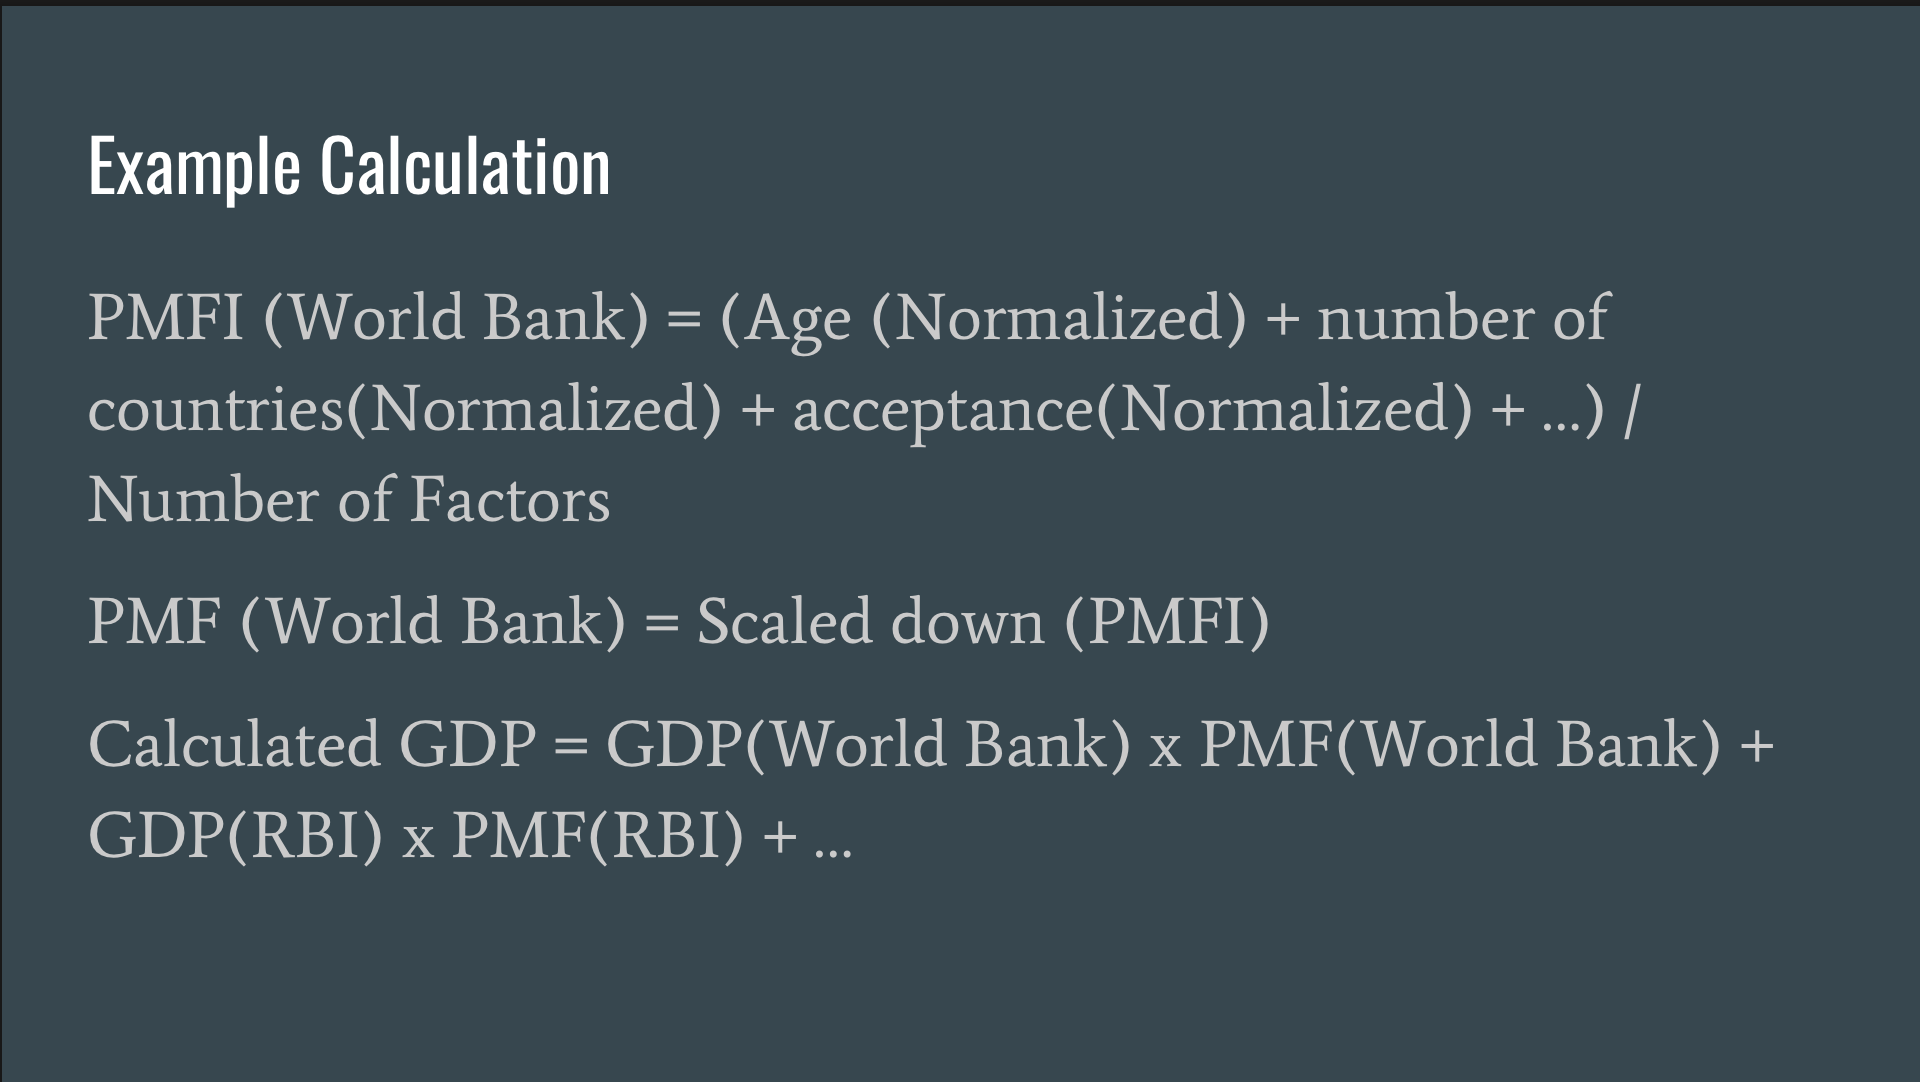 Example Calculation
PMFI (World Bank) = (Age (Normalized) + number of
countries(Normalized) + acceptance(Normalized) + ...) /
Number of Factors
PMF (World Bank) = Scaled down (PMFI)
Calculated GDP = GDP(World Bank) x PMF(World Bank) +
GDP(RBI) x PMF(RBI) + ...